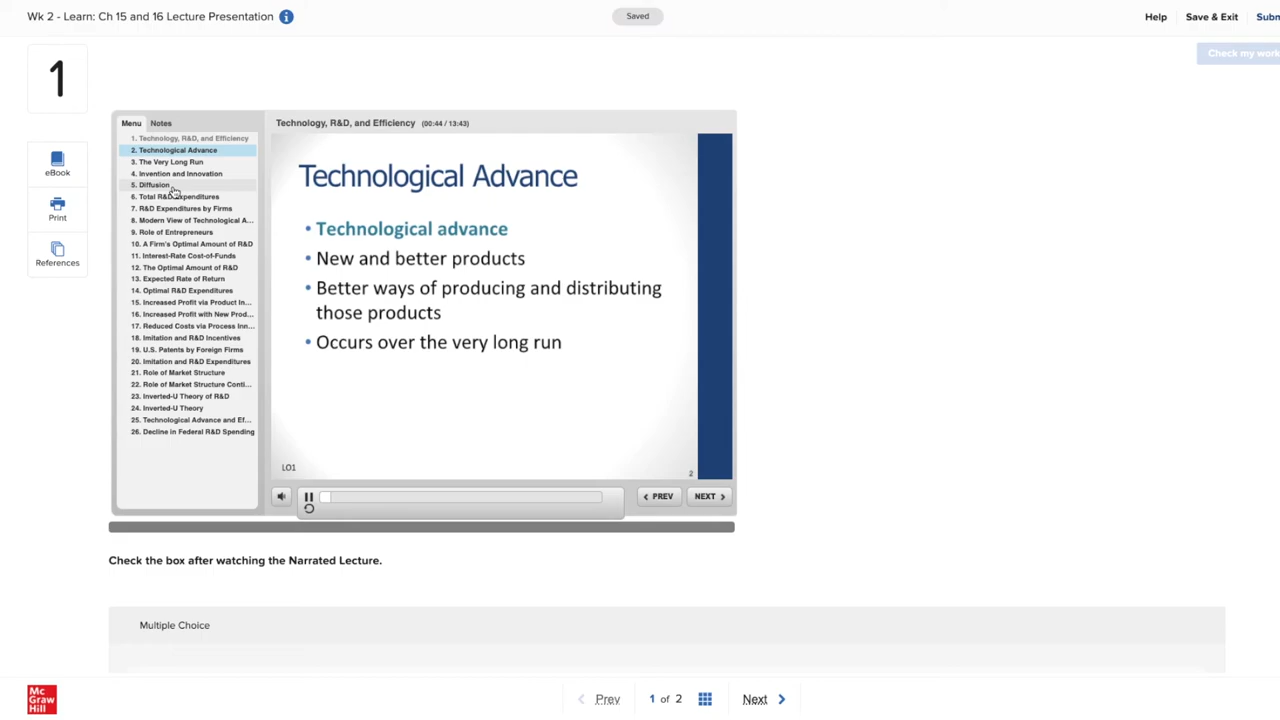 Wk 2 - Learn: Ch 15 and 16 Lecture Presentation
Saved
Help
Save & Exit
Check my work
1
eBook
Print
References
Menu
Notes
1. Technology, R&D, and Efficiency
2. Technological Advance
3. The Very Long Run
4. Invention and Innovation
5. Diffusion
6. Total R&D Expenditures
7. R&D Expenditures by Firms
8. Modern View of Technological A...
9. Role of Entrepreneurs
10. A Firm's Optimal Amount of R&D
11. Interest-Rate Cost-of-Funds
12. The Optimal Amount of R&D
13. Expected Rate of Return
14. Optimal R&D Expenditures
15. Increased Profit via Product In...
16. Increased Profit with New Prod...
17. Reduced Costs via Process Inn...
18. Imitation and R&D Incentives
19. U.S. Patents by Foreign Firms
20. Imitation and R&D Expenditures
21. Role of Market Structure
22. Role of Market Structure Conti...
23. Inverted-U Theory of R&D
24. Inverted-U Theory
25. Technological Advance and Ef...
26. Decline in Federal R&D Spending
Technology, R&D, and Efficiency (00:44 / 13:43)
Technological Advance
• Technological advance
• New and better products
• Better ways of producing and distributing
those products
• Occurs over the very long run
LO1
2
PREV
NEXT
Check the box after watching the Narrated Lecture.
Multiple Choice
Mc
Graw
Hill
Prev
1 of 2
Next